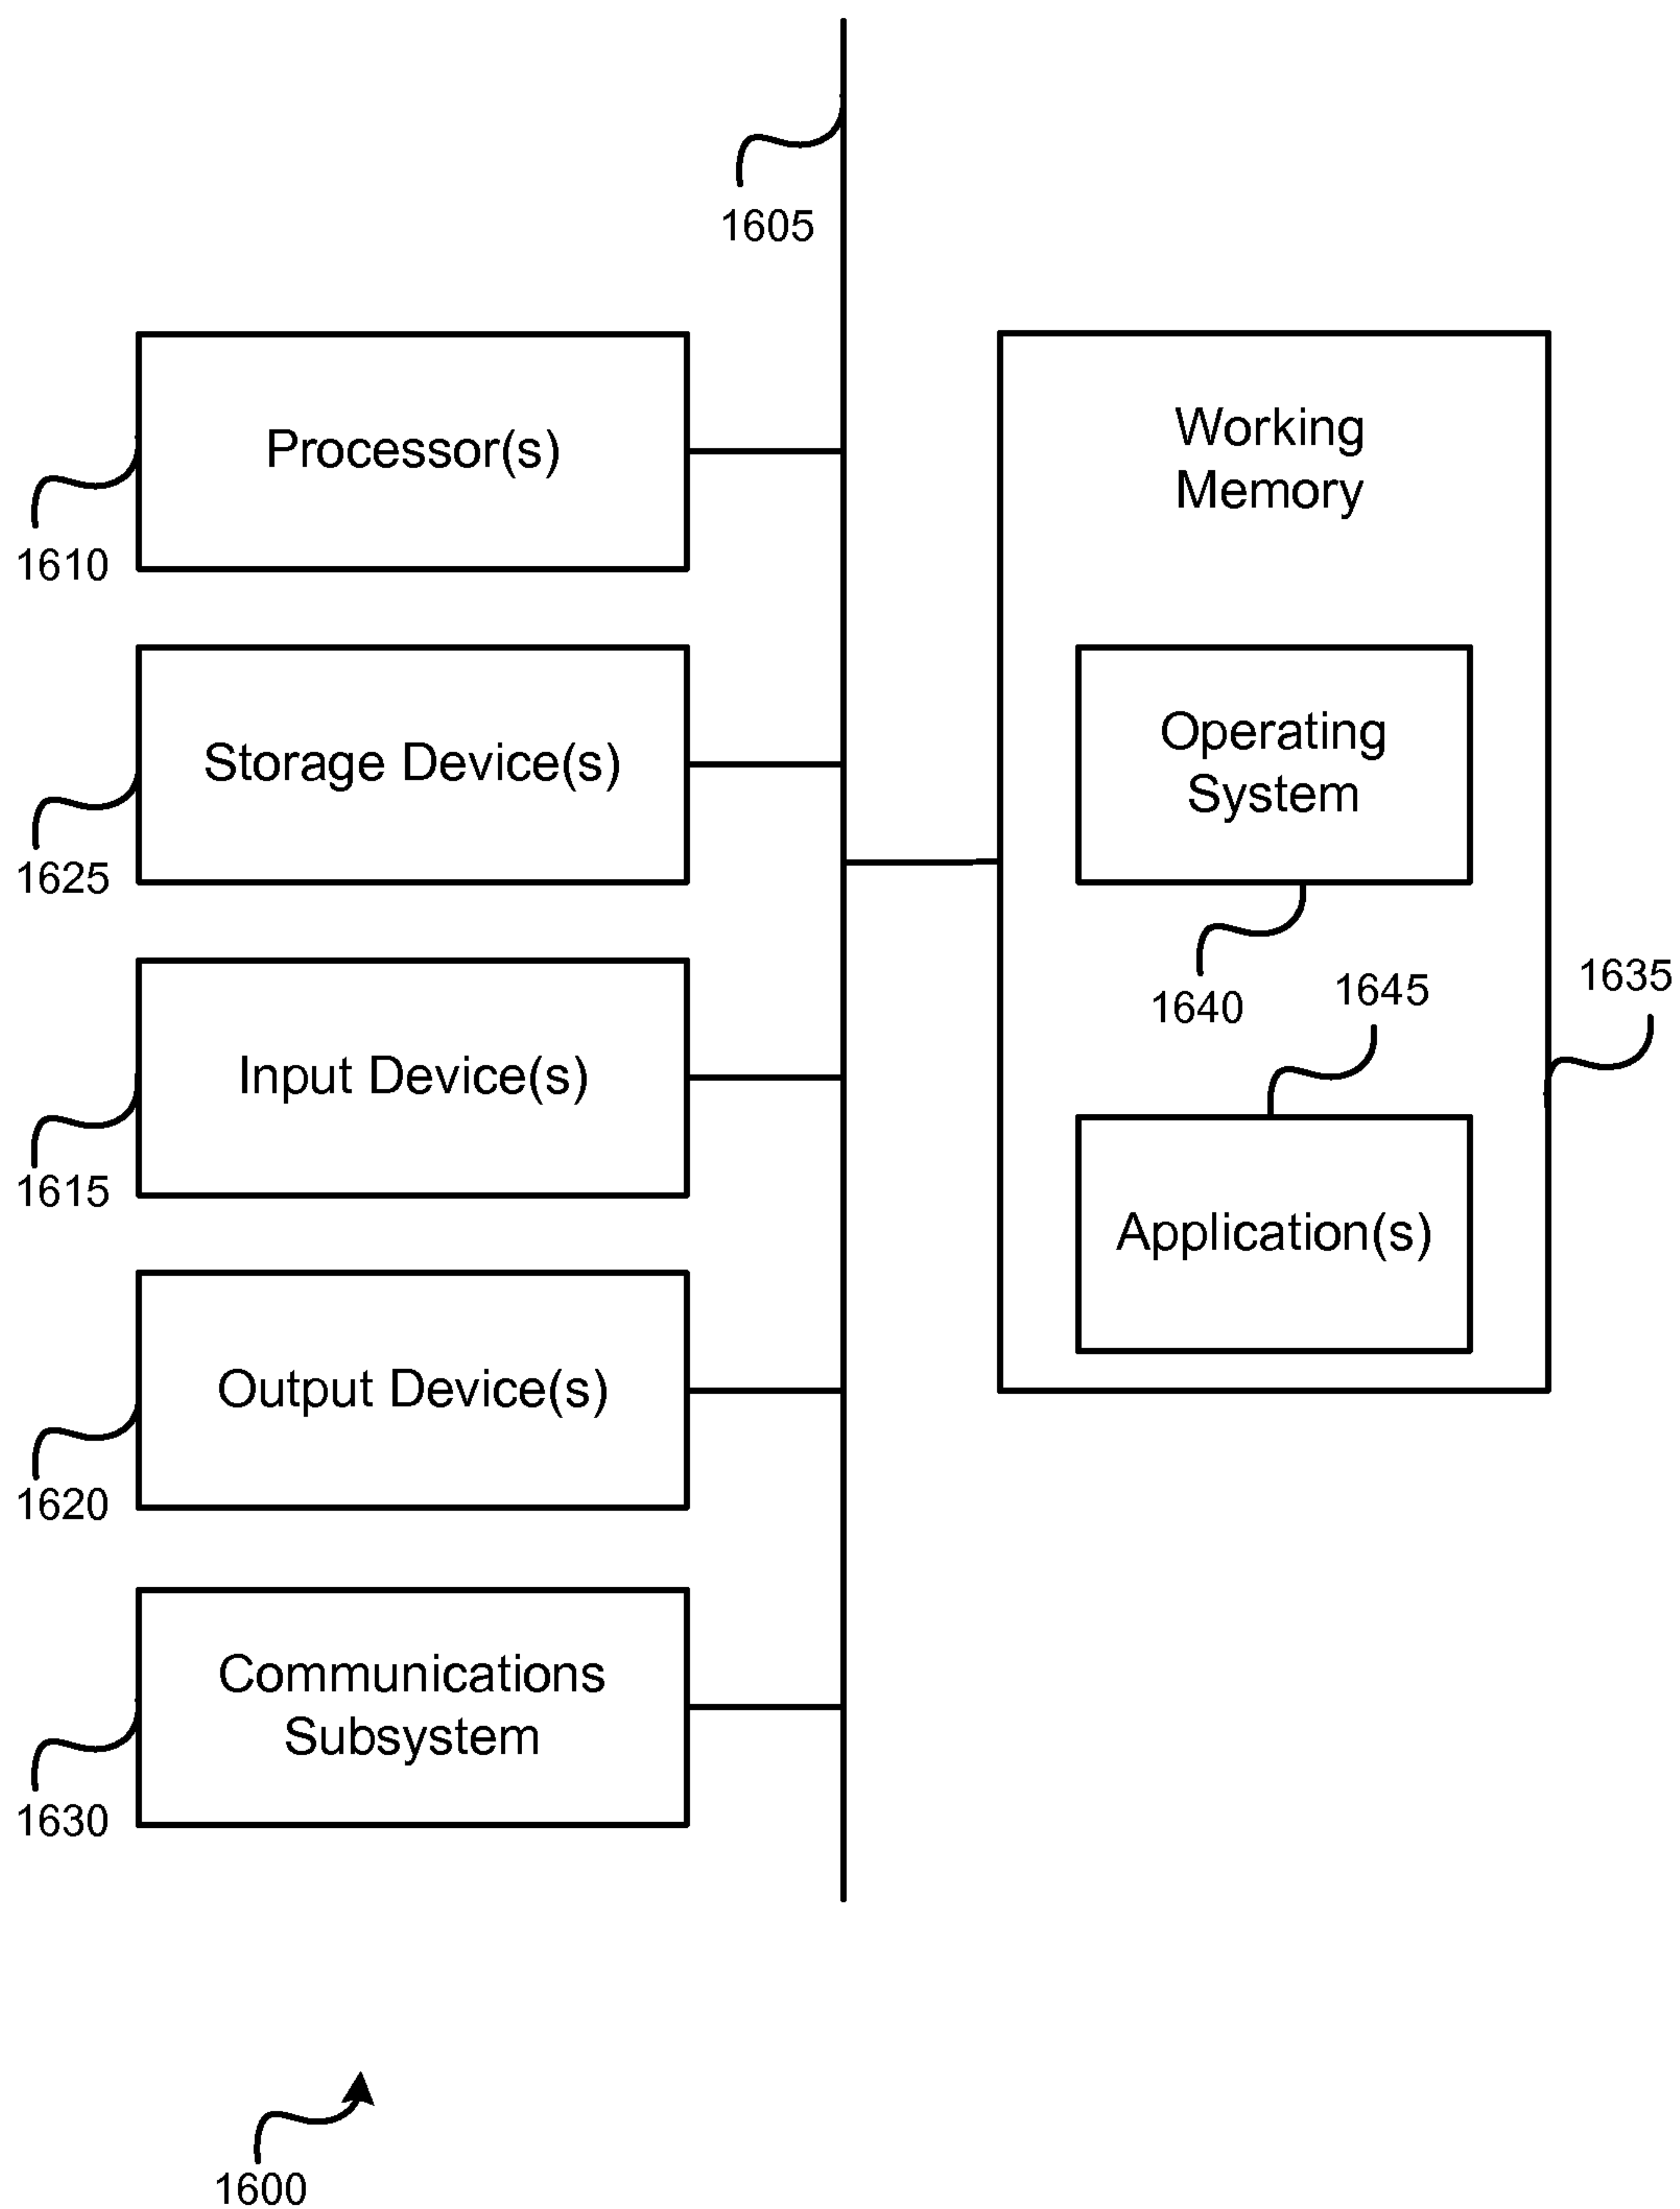 1605
Processor(s)
1610
Storage Device(s)
1625
Input Device(s)
1615
Output Device(s)
1620
Communications
Subsystem
1630
Working
Memory
Operating
System
1640
1645
1635
Application(s)
1600